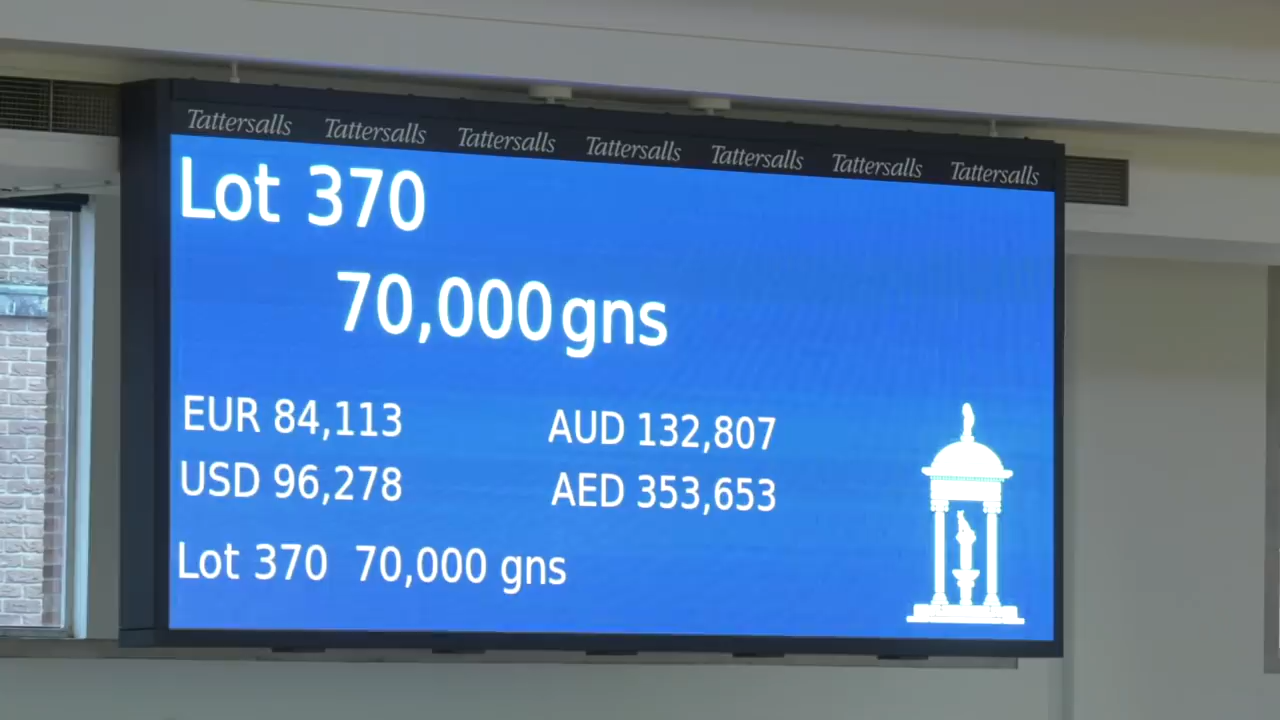 Tattersalls Tattersalls Tattersalls Tattersalls Tattersalls Tattersalls Tattersalls
Lot 370
70,000 gns
EUR 84,113 AUD 132,807
USD 96,278 AED 353,653
Lot 370 70,000 gns